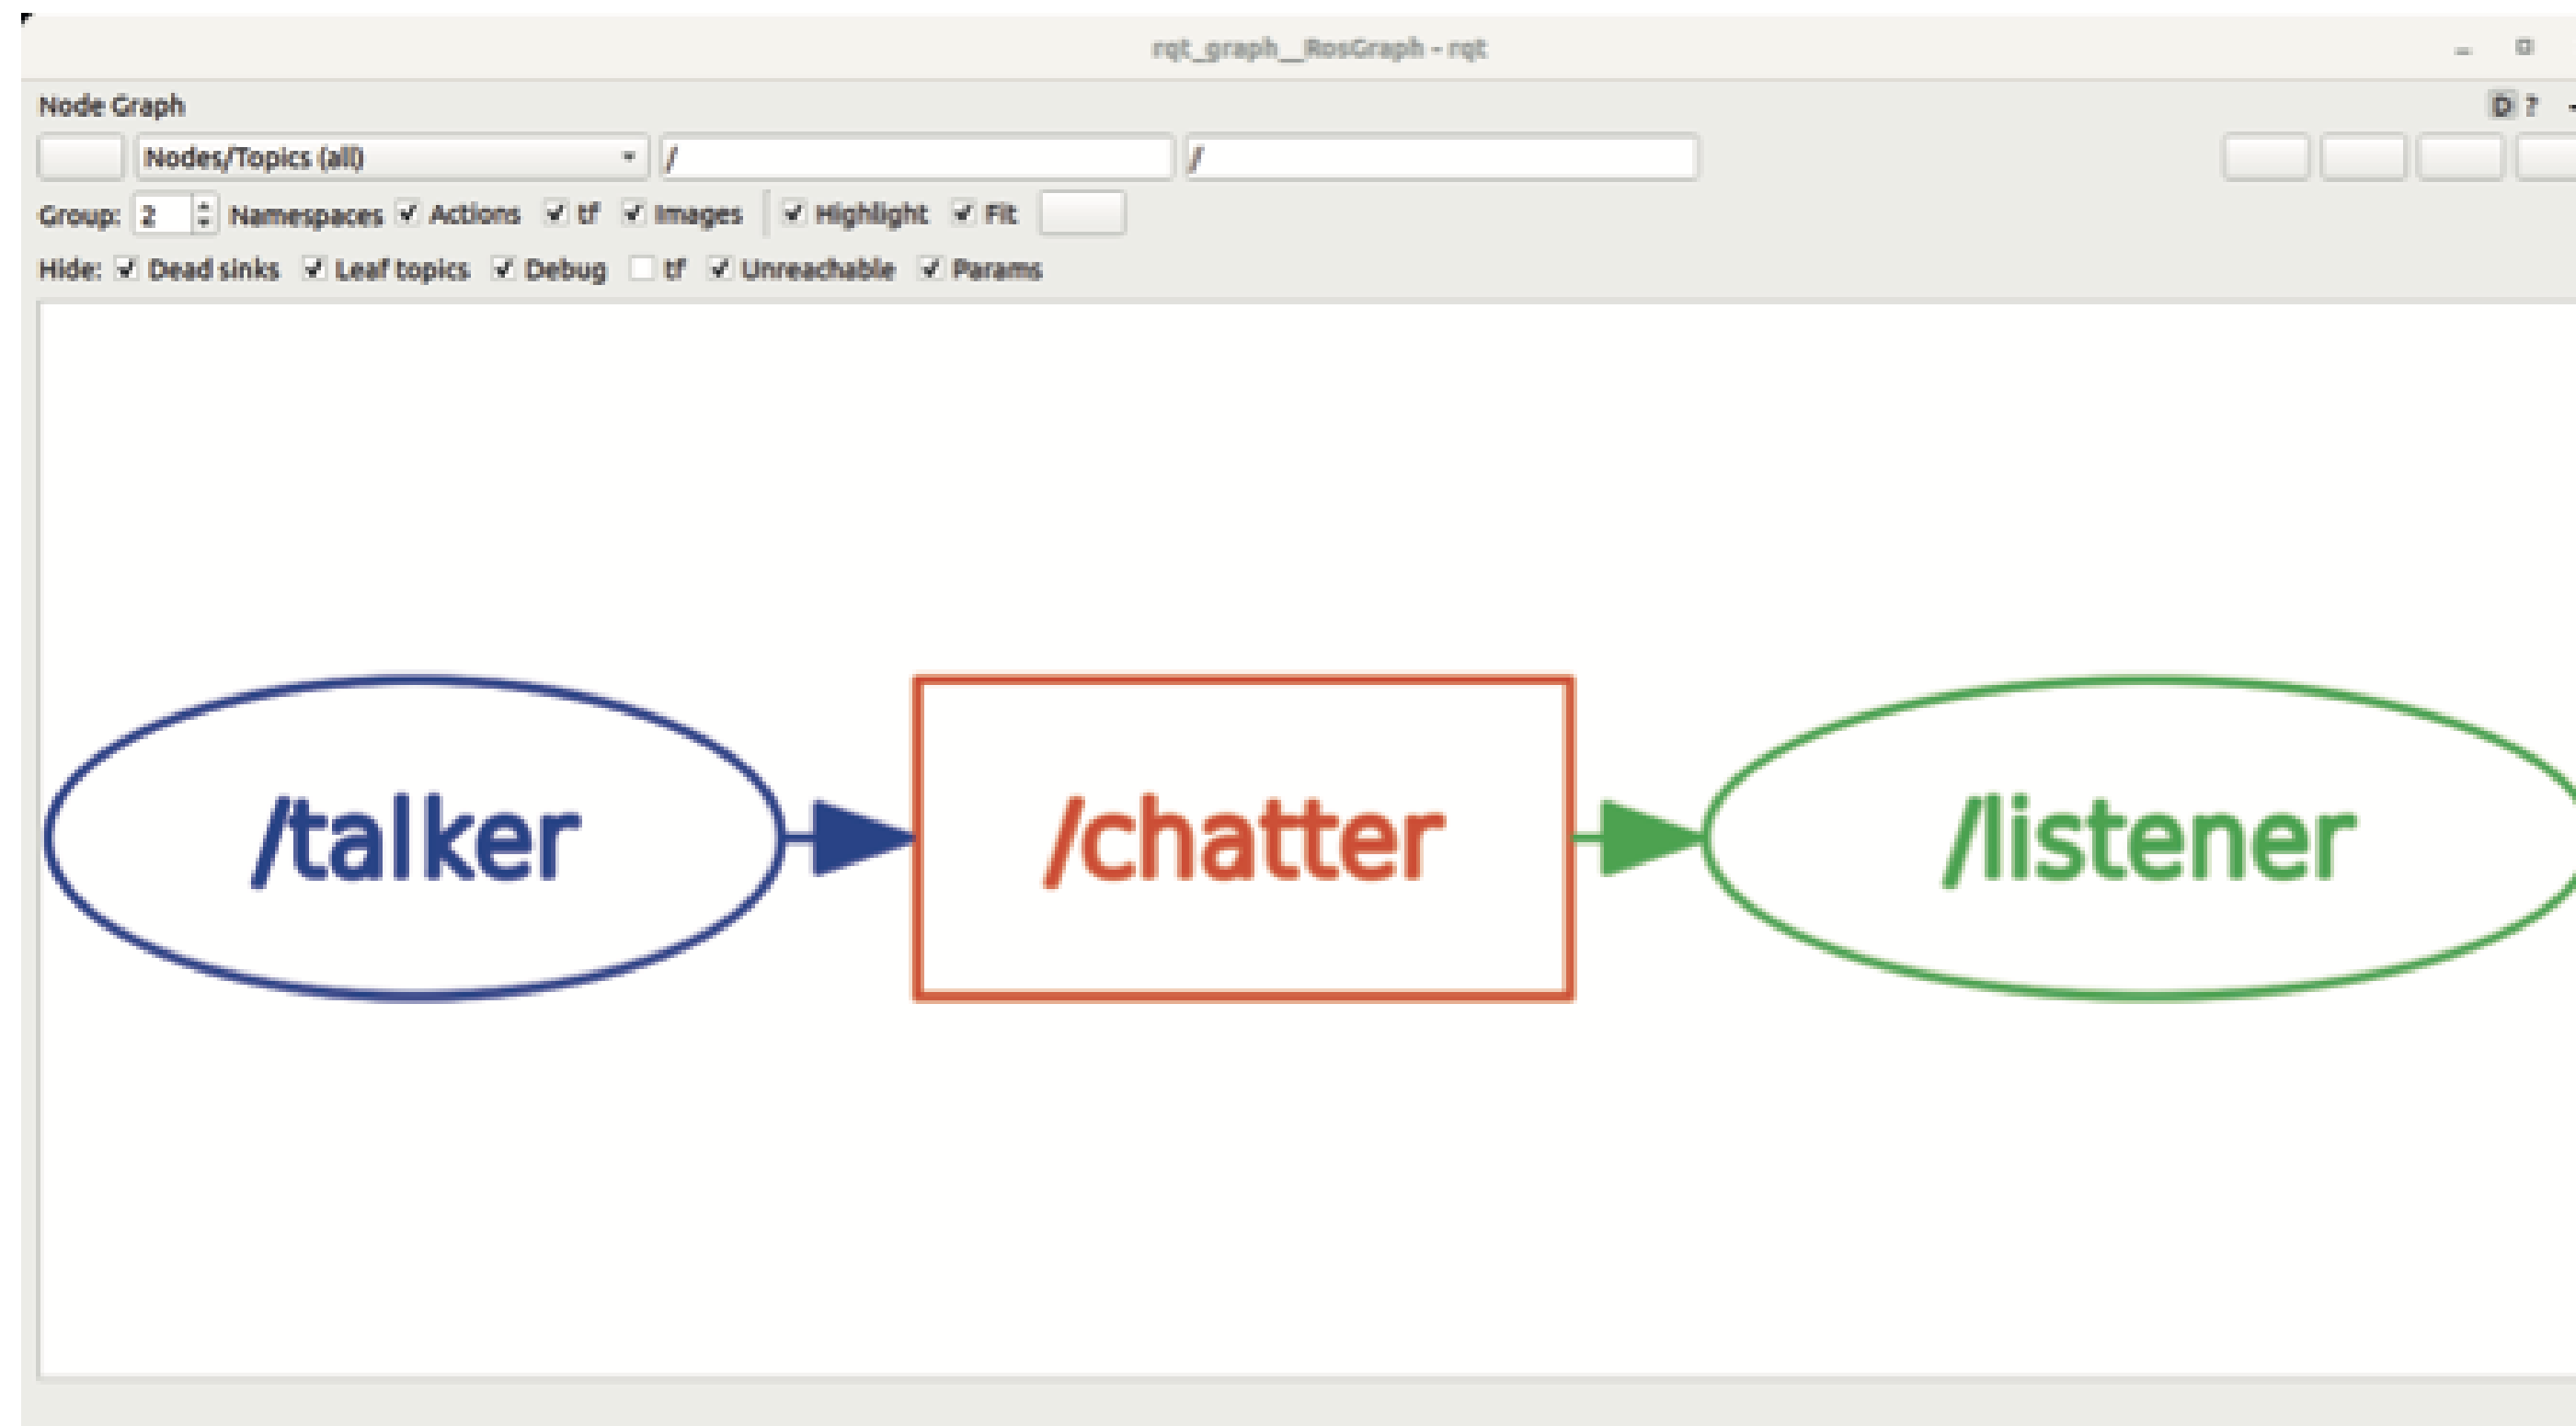 rqt_graph__RosGraph - rqt
Node Graph D ?
Nodes/Topics (all) / /
Group: 2 Namespaces Actions tf Images Highlight Fit
Hide: Dead sinks Leaf topics Debug tf Unreachable Params
/talker /chatter /listener